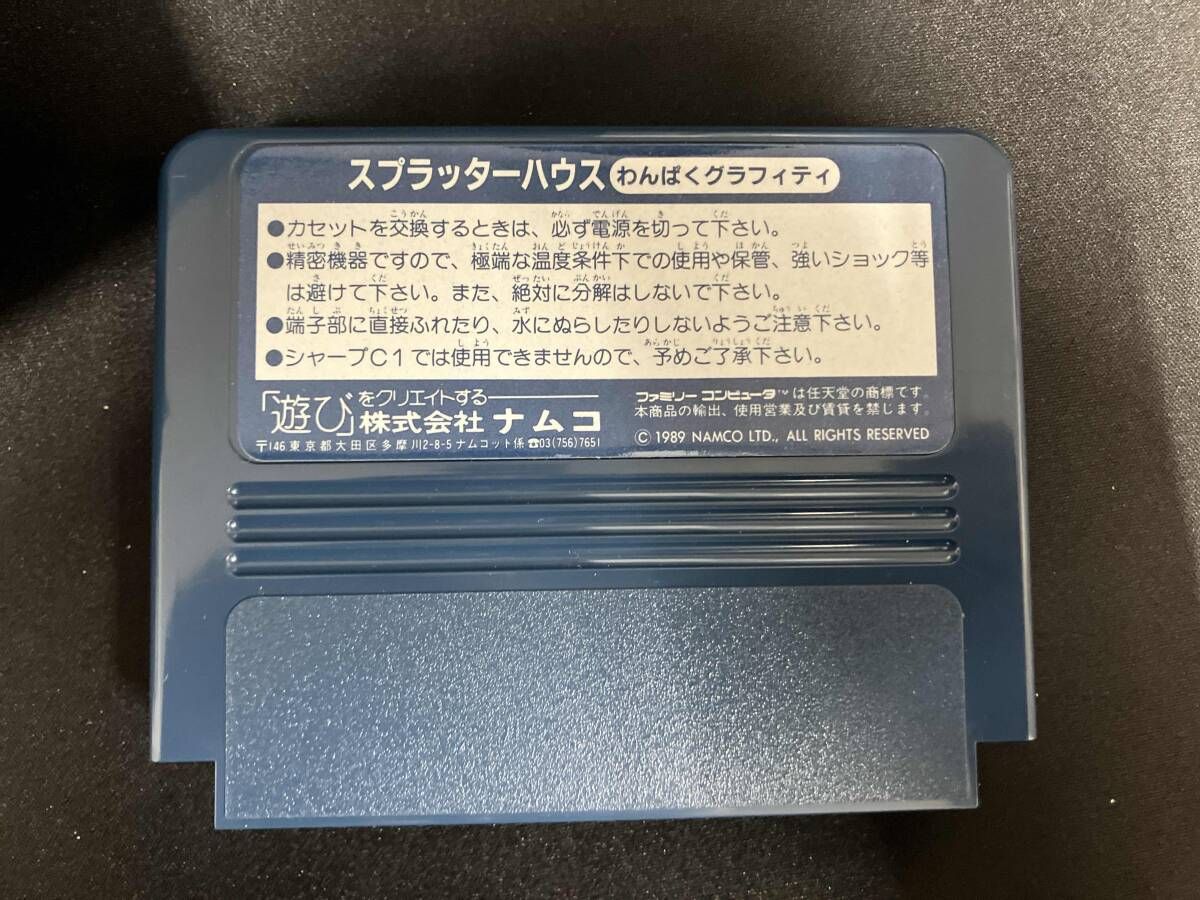 スプラッターハウス わんぱくグラフィティ
●カセットを交換するときは、必ず電源を切って下さい。
●精密機器ですので、極端な温度条件下での使用や保管、強いショック等
は避けて下さい。また、絶対に分解はしないで下さい。
●端子部に直接ふれたり、水にぬらしたりしないようご注意下さい。
●シャープC1では使用できませんので、予めご了承下さい。
「遊び」をクリエイトする
株式会社 ナムコ
〒146 東京都大田区多摩川2-8-5 ナムコット係 ☎03(756)7651
ファミリー コンピュータ™は任天堂の商標です。
本商品の輸出、使用営業及び賃貸を禁じます。
© 1989 NAMCO LTD., ALL RIGHTS RESERVED